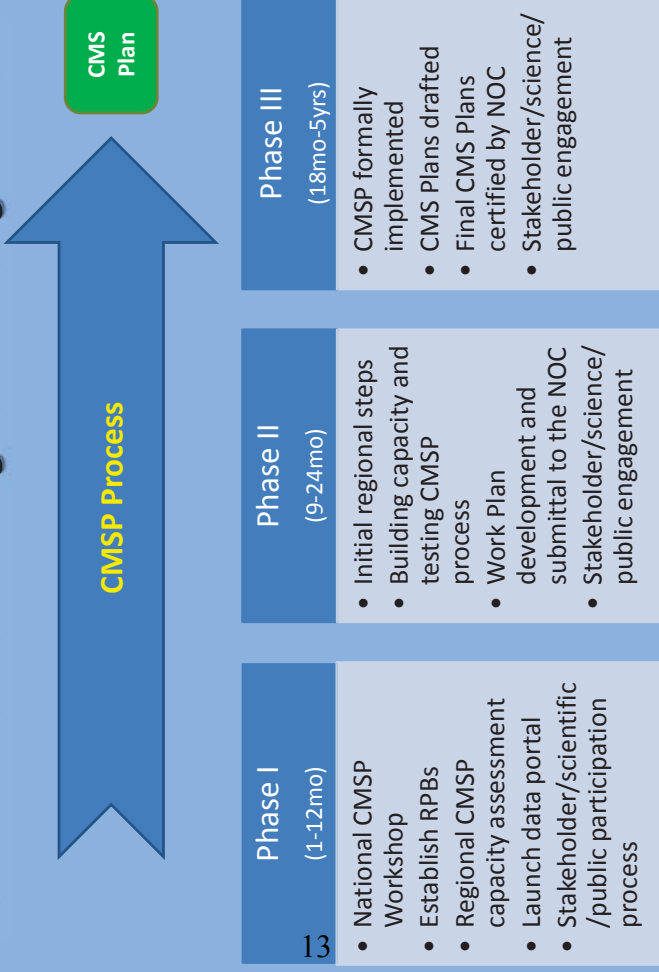 CMSP Process
CMS
Plan
Phase I
(1-12mo)
• National CMSP
Workshop
• Establish RPBs
• Regional CMSP
capacity assessment
• Launch data portal
• Stakeholder/scientific
/public participation
process
Phase II
(9-24mo)
• Initial regional steps
• Building capacity and
testing CMSP
process
• Work Plan
development and
submittal to the NOC
• Stakeholder/science/
public engagement
Phase III
(18mo-5yrs)
• CMSP formally
implemented
• CMS Plans drafted
• Final CMS Plans
certified by NOC
• Stakeholder/science/
public engagement
13